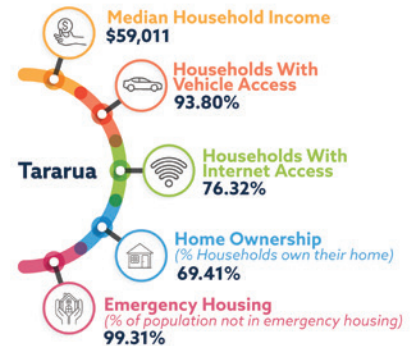 Median Household Income
$59,011
Households With
Vehicle Access
93.80%
Tararua
Households With
Internet Access
76.32%
Home Ownership
(% Households own their home)
69.41%
Emergency Housing
(% of population not in emergency housing)
99.31%